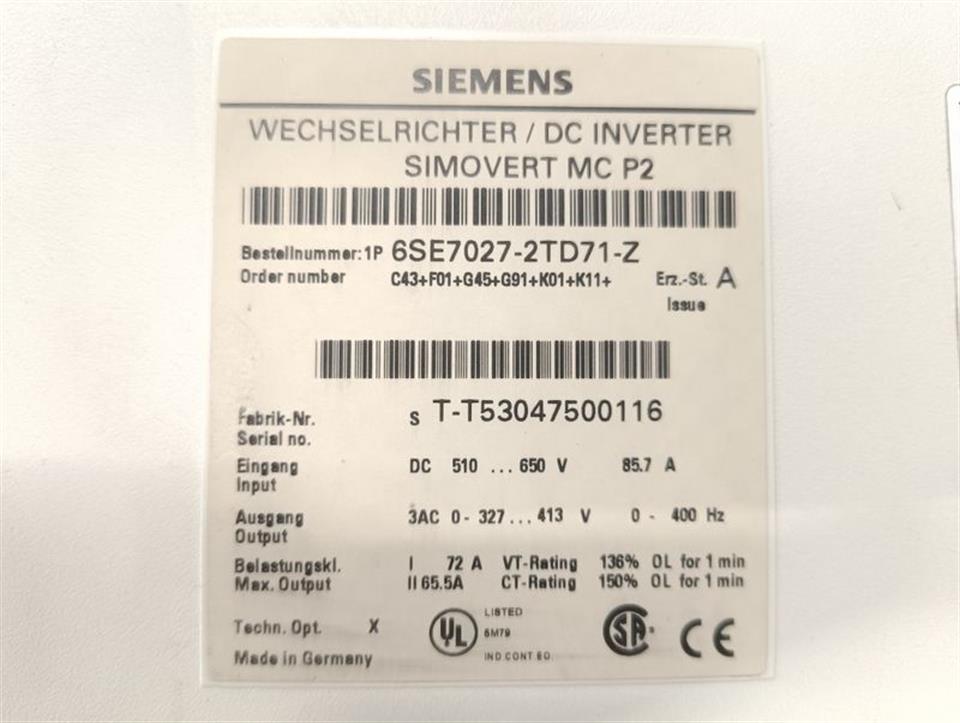 SIEMENS
WECHSELRICHTER / DC INVERTER
SIMOVERT MC P2
Bestellnummer: 1P 6SE7027-2TD71-Z
Order number C43+F01+G45+G91+K01+K11+ Erz.-St. A
Issue
Fabrik-Nr. S T-T53047500116
Serial no.
Eingang DC 510 ... 650 V 85.7 A
Input
Ausgang 3AC 0 - 327 ... 413 V 0 - 400 Hz
Output
Belastungskl. I 72 A VT-Rating 136% OL for 1 min
Max. Output II 65.5A CT-Rating 150% OL for 1 min
Techn. Opt. X UL LISTED SA CE
5M79
Made in Germany IND.CONT.EQ.